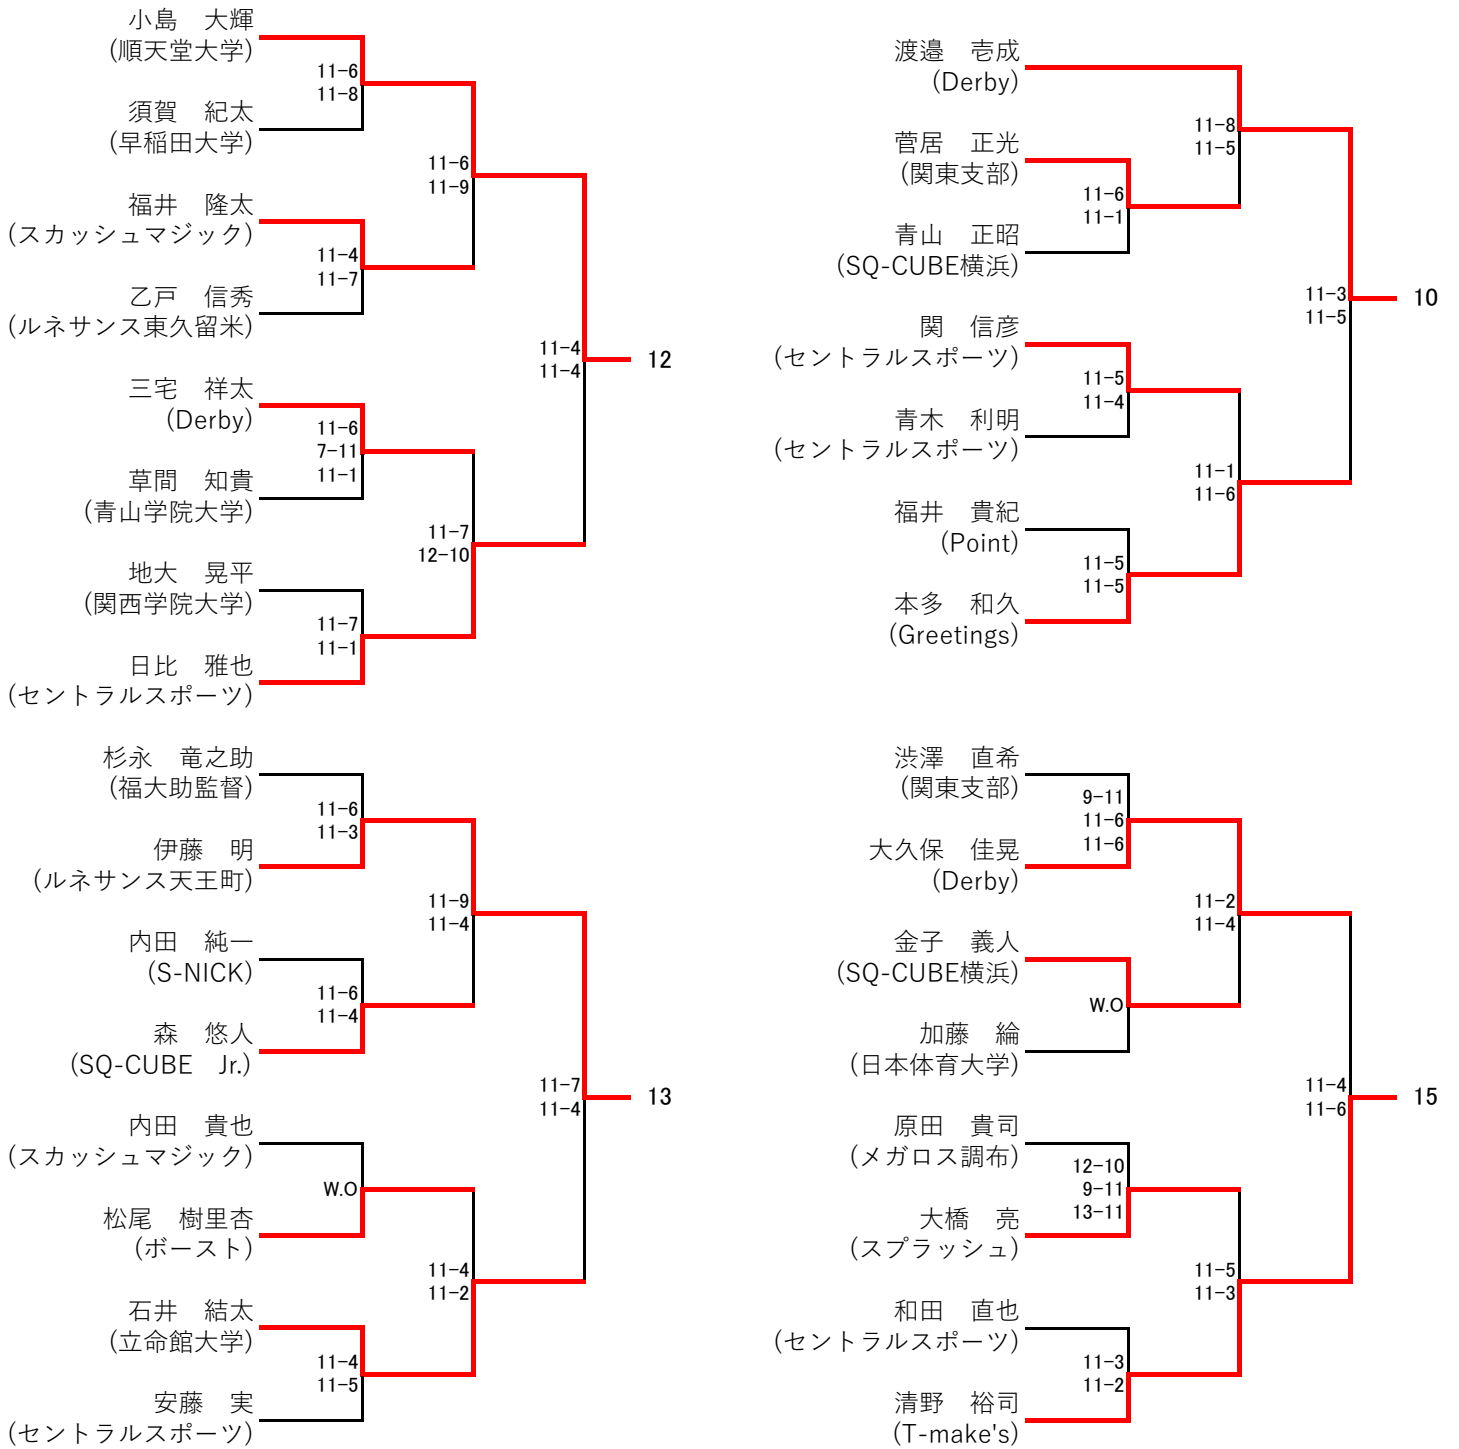 小島　大輝
(順天堂大学)
11-6
11-8
須賀　紀太
(早稲田大学)
11-6
11-9
福井　隆太
(スカッシュマジック)
11-4
11-7
乙戸　信秀
(ルネサンス東久留米)
11-4
11-4
12
三宅　祥太
(Derby)
11-6
7-11
11-1
草間　知貴
(青山学院大学)
11-7
12-10
地大　晃平
(関西学院大学)
11-7
11-1
日比　雅也
(セントラルスポーツ)
渡邉　壱成
(Derby)
11-8
11-5
菅居　正光
(関東支部)
11-6
11-1
青山　正昭
(SQ-CUBE横浜)
11-3
11-5
10
関　信彦
(セントラルスポーツ)
11-5
11-4
青木　利明
(セントラルスポーツ)
11-1
11-6
福井　貴紀
(Point)
11-5
11-5
本多　和久
(Greetings)
杉永　竜之助
(福大助監督)
11-6
11-3
伊藤　明
(ルネサンス天王町)
11-9
11-4
内田　純一
(S-NICK)
11-6
11-4
森　悠人
(SQ-CUBE　Jr.)
11-7
11-4
13
内田　貴也
(スカッシュマジック)
W.O
松尾　樹里杏
(ボースト)
11-4
11-2
石井　結太
(立命館大学)
11-4
11-5
安藤　実
(セントラルスポーツ)
渋澤　直希
(関東支部)
9-11
11-6
11-6
大久保　佳晃
(Derby)
11-2
11-4
金子　義人
(SQ-CUBE横浜)
W.O
加藤　綸
(日本体育大学)
11-4
11-6
15
原田　貴司
(メガロス調布)
12-10
9-11
13-11
大橋　亮
(スプラッシュ)
11-5
11-3
和田　直也
(セントラルスポーツ)
11-3
11-2
清野　裕司
(T-make's)